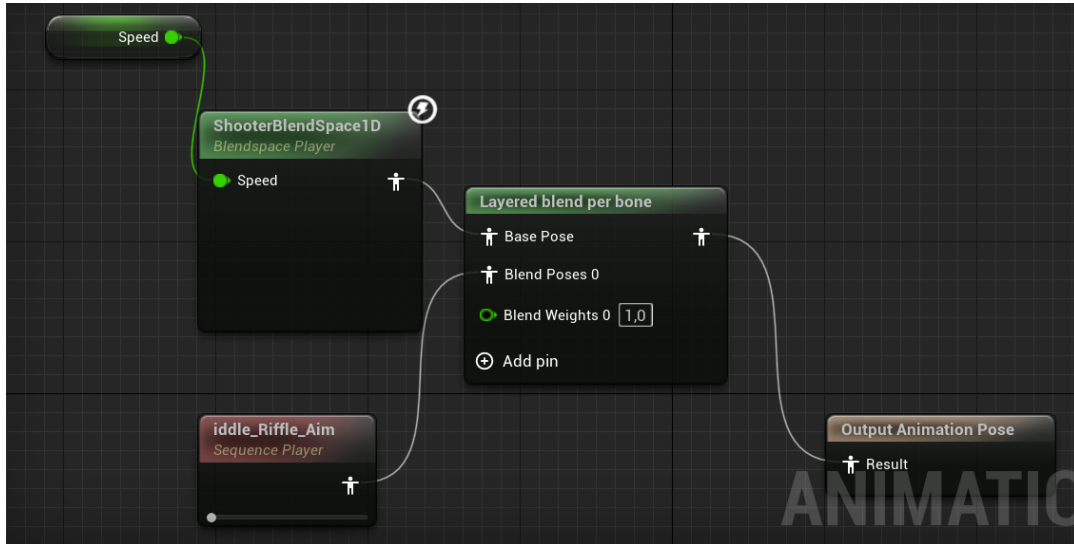 Speed
ShooterBlendSpace1D
Blendspace Player
Speed
Layered blend per bone
Base Pose
Blend Poses 0
Blend Weights 0 1,0
Add pin
iddle_Riffle_Aim
Sequence Player
Output Animation Pose
Result
ANIMATIC